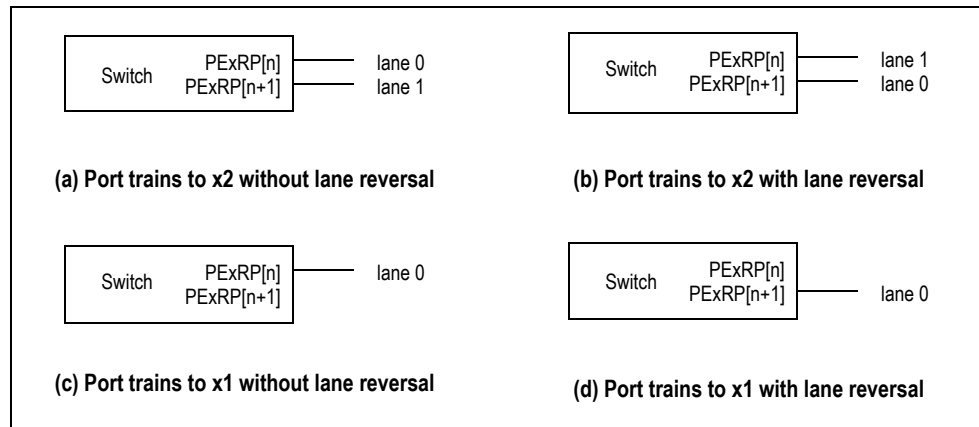 Switch
PExRP[n]
PExRP[n+1]
lane 0
lane 1
(a) Port trains to x2 without lane reversal
Switch
PExRP[n]
PExRP[n+1]
lane 1
lane 0
(b) Port trains to x2 with lane reversal
Switch
PExRP[n]
PExRP[n+1]
lane 0
(c) Port trains to x1 without lane reversal
Switch
PExRP[n]
PExRP[n+1]
lane 0
(d) Port trains to x1 with lane reversal